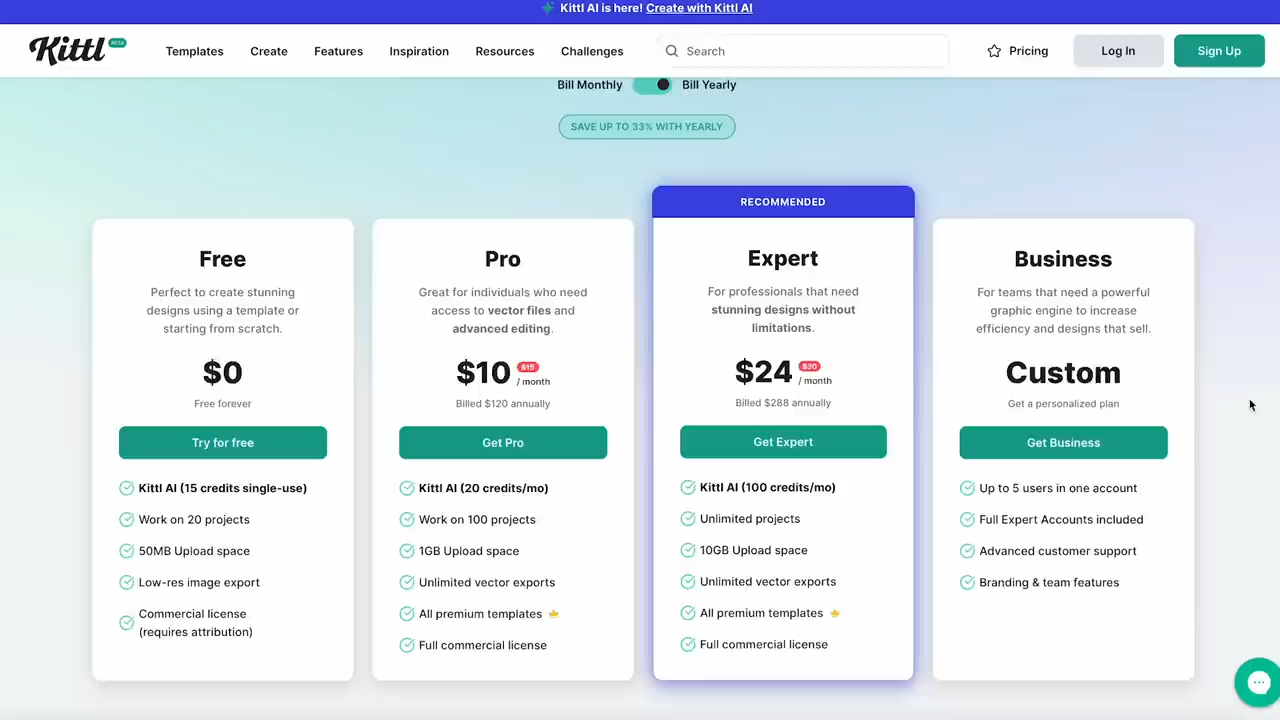 Kittl AI is here! Create with Kittl AI
Kittl BETA
Templates
Create
Features
Inspiration
Resources
Challenges
Search
Pricing
Log In
Sign Up
Bill Monthly
Bill Yearly
SAVE UP TO 33% WITH YEARLY
Free
Perfect to create stunning
designs using a template or
starting from scratch.
$0
Free forever
Try for free
Kittl AI (15 credits single-use)
Work on 20 projects
50MB Upload space
Low-res image export
Commercial license
(requires attribution)
Pro
Great for individuals who need
access to vector files and
advanced editing.
$10
$15
/ month
Billed $120 annually
Get Pro
Kittl AI (20 credits/mo)
Work on 100 projects
1GB Upload space
Unlimited vector exports
All premium templates
Full commercial license
RECOMMENDED
Expert
For professionals that need
stunning designs without
limitations.
$24
$30
/ month
Billed $288 annually
Get Expert
Kittl AI (100 credits/mo)
Unlimited projects
10GB Upload space
Unlimited vector exports
All premium templates
Full commercial license
Business
For teams that need a powerful
graphic engine to increase
efficiency and designs that sell.
Custom
Get a personalized plan
Get Business
Up to 5 users in one account
Full Expert Accounts included
Advanced customer support
Branding & team features